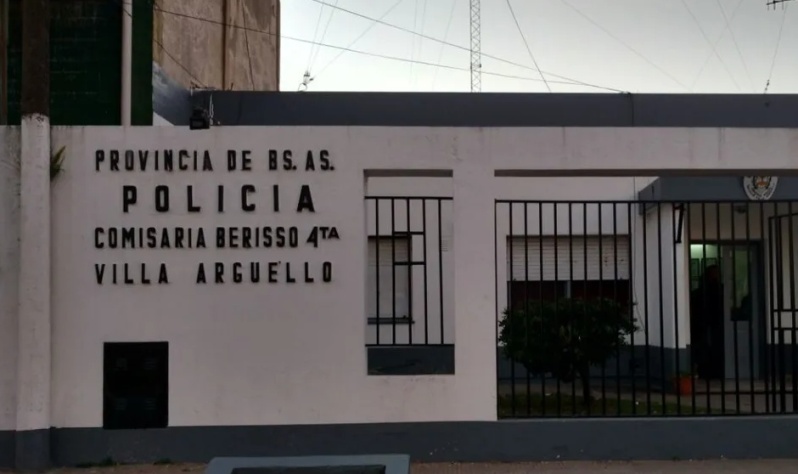 PROVINCIA DE BS. AS.
POLICIA
COMISARIA BERISSO 4TA
VILLA ARGUELLO